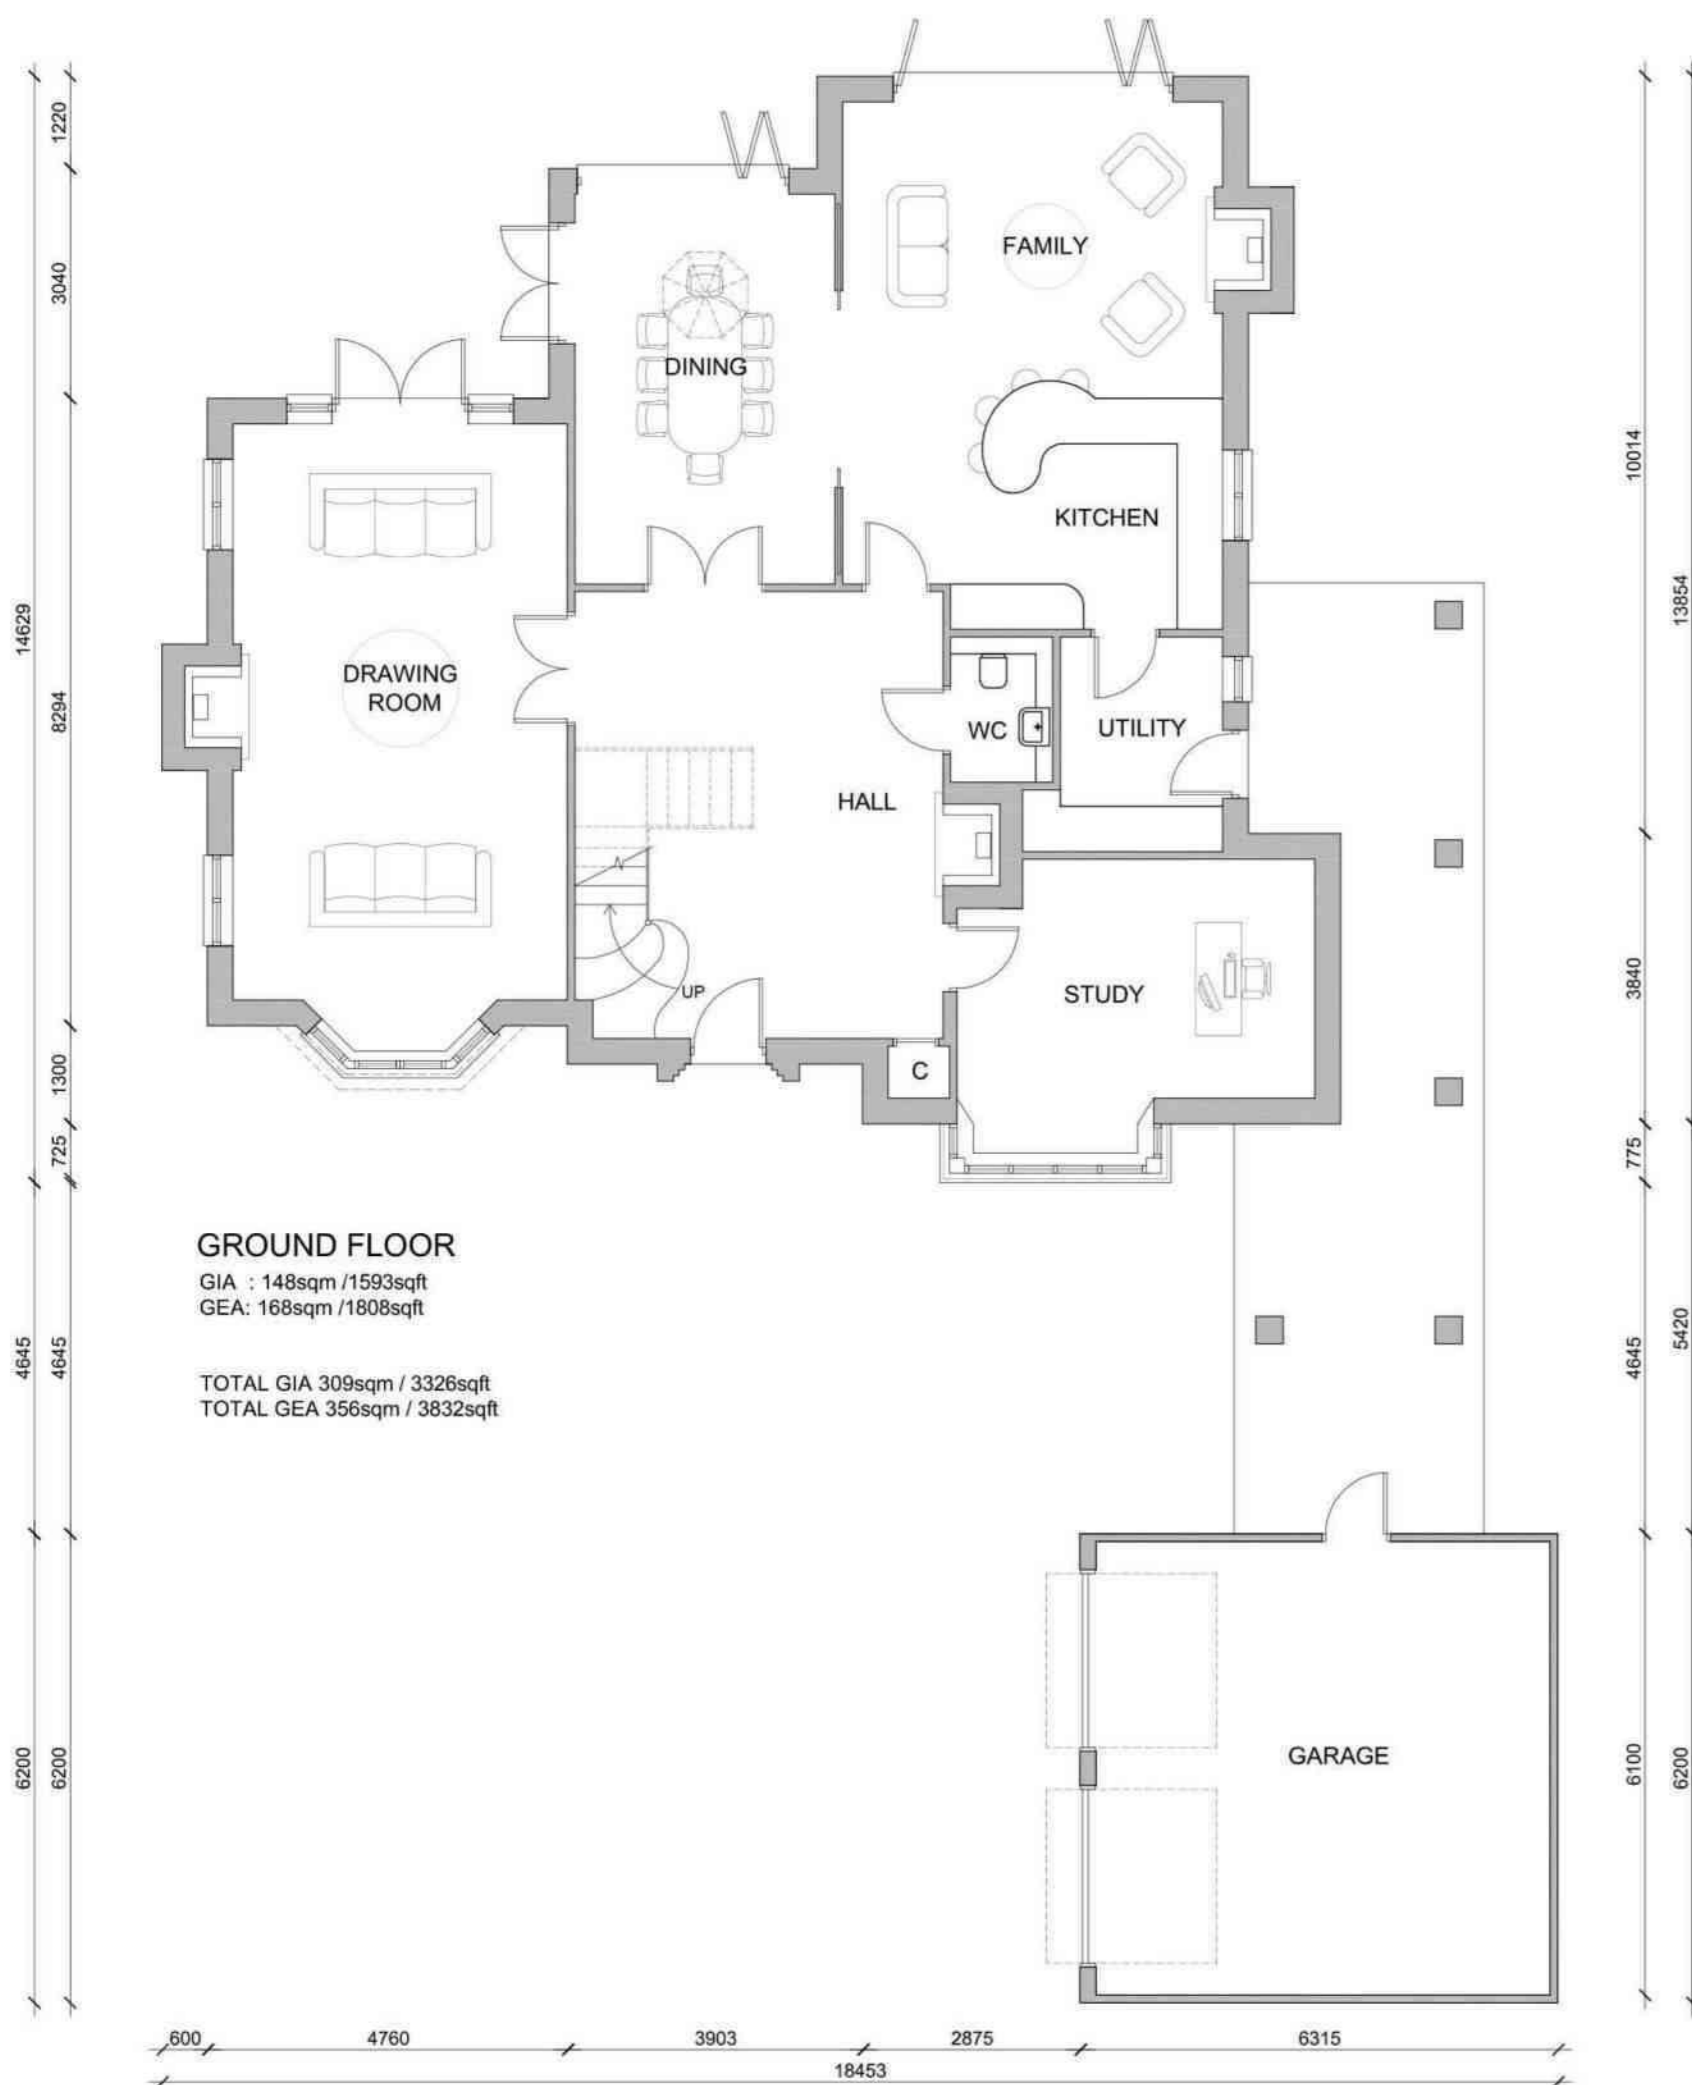 1220
3040
FAMILY
DINING
10014
KITCHEN
14629
13854
DRAWING
ROOM
8294
WC
UTILITY
HALL
UP
STUDY
3840
1300
C
725
775
GROUND FLOOR
GIA : 148sqm /1593sqft
GEA: 168sqm /1808sqft
4645
4645
4645
5420
TOTAL GIA 309sqm / 3326sqft
TOTAL GEA 356sqm / 3832sqft
6200
6200
GARAGE
6100
6200
600
4760
3903
2875
6315
18453